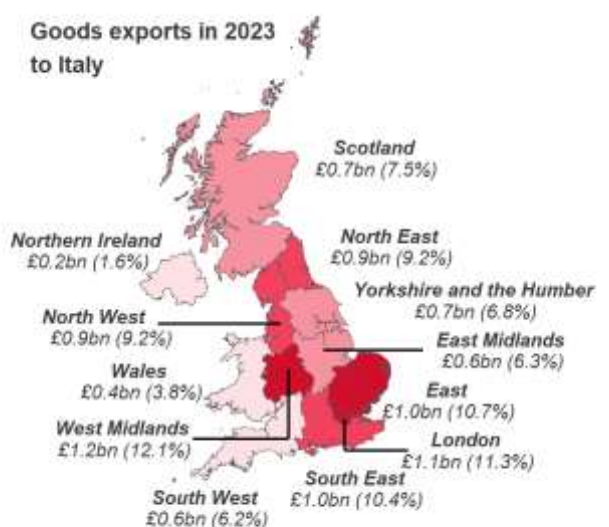 Goods exports in 2023
to Italy
Scotland
£0.7bn (7.5%)
Northern Ireland
£0.2bn (1.6%)
North East
£0.9bn (9.2%)
Yorkshire and the Humber
£0.7bn (6.8%)
North West
£0.9bn (9.2%)
East Midlands
£0.6bn (6.3%)
Wales
£0.4bn (3.8%)
East
£1.0bn (10.7%)
West Midlands
£1.2bn (12.1%)
London
£1.1bn (11.3%)
South East
£1.0bn (10.4%)
South West
£0.6bn (6.2%)